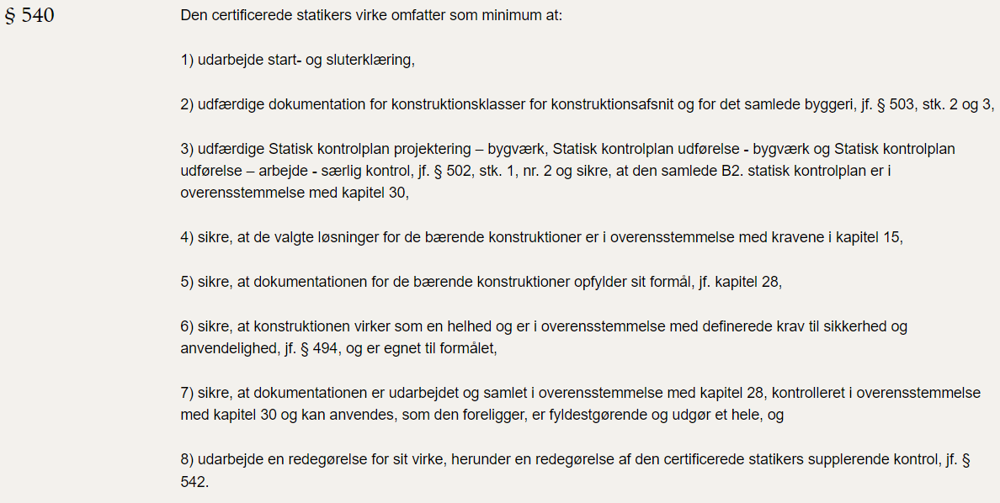 § 540
Den certificerede statikers virke omfatter som minimum at:
1) udarbejde start- og sluterklæring,
2) udfærdige dokumentation for konstruktionsklasser for konstruktionsafsnit og for det samlede byggeri, jf. § 503, stk. 2 og 3,
3) udfærdige Statisk kontrolplan projektering – bygværk, Statisk kontrolplan udførelse - bygværk og Statisk kontrolplan
udførelse – arbejde - særlig kontrol, jf. § 502, stk. 1, nr. 2 og sikre, at den samlede B2. statisk kontrolplan er i
overensstemmelse med kapitel 30,
4) sikre, at de valgte løsninger for de bærende konstruktioner er i overensstemmelse med kravene i kapitel 15,
5) sikre, at dokumentationen for de bærende konstruktioner opfylder sit formål, jf. kapitel 28,
6) sikre, at konstruktionen virker som en helhed og er i overensstemmelse med definerede krav til sikkerhed og
anvendelighed, jf. § 494, og er egnet til formålet,
7) sikre, at dokumentationen er udarbejdet og samlet i overensstemmelse med kapitel 28, kontrolleret i overensstemmelse
med kapitel 30 og kan anvendes, som den foreligger, er fyldestgørende og udgør et hele, og
8) udarbejde en redegørelse for sit virke, herunder en redegørelse af den certificerede statikers supplerende kontrol, jf. §
542.